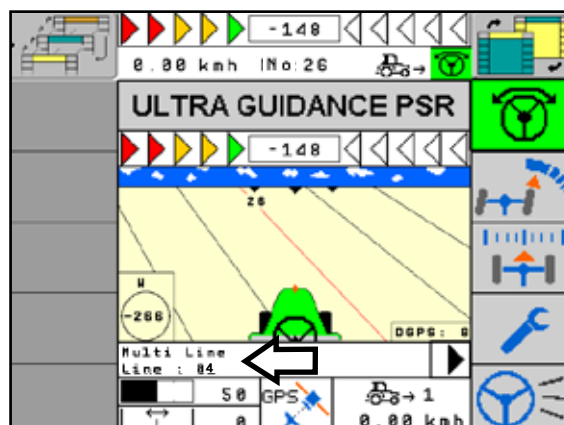 -148
0.00 kmh INo:26
ULTRA GUIDANCE PSR
-148
26
W
-266
DGPS: 8
Multi Line
Line : 04
50
GPS
→ 1
0
0.00 kmh